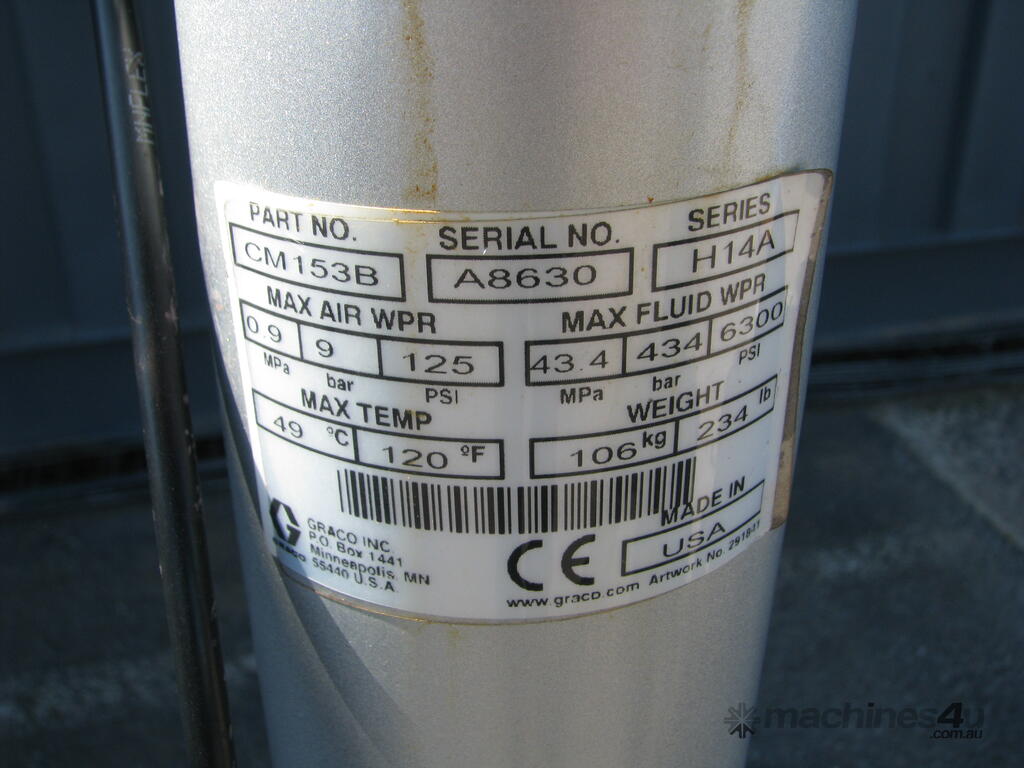 PART NO. SERIAL NO. SERIES
CM153B A8630 H14A
MAX AIR WPR MAX FLUID WPR
0.9 9 125 43.4 434 6300
MPa bar PSI MPa bar PSI
MAX TEMP WEIGHT
49 °C 120 °F 106 kg 234 lb
MADE IN
USA
GRACO
GRACO INC.
P.O. Box 1441
Minneapolis, MN
55440 U.S.A.
CE
www.graco.com Artwork No.
machines4u
.com.au